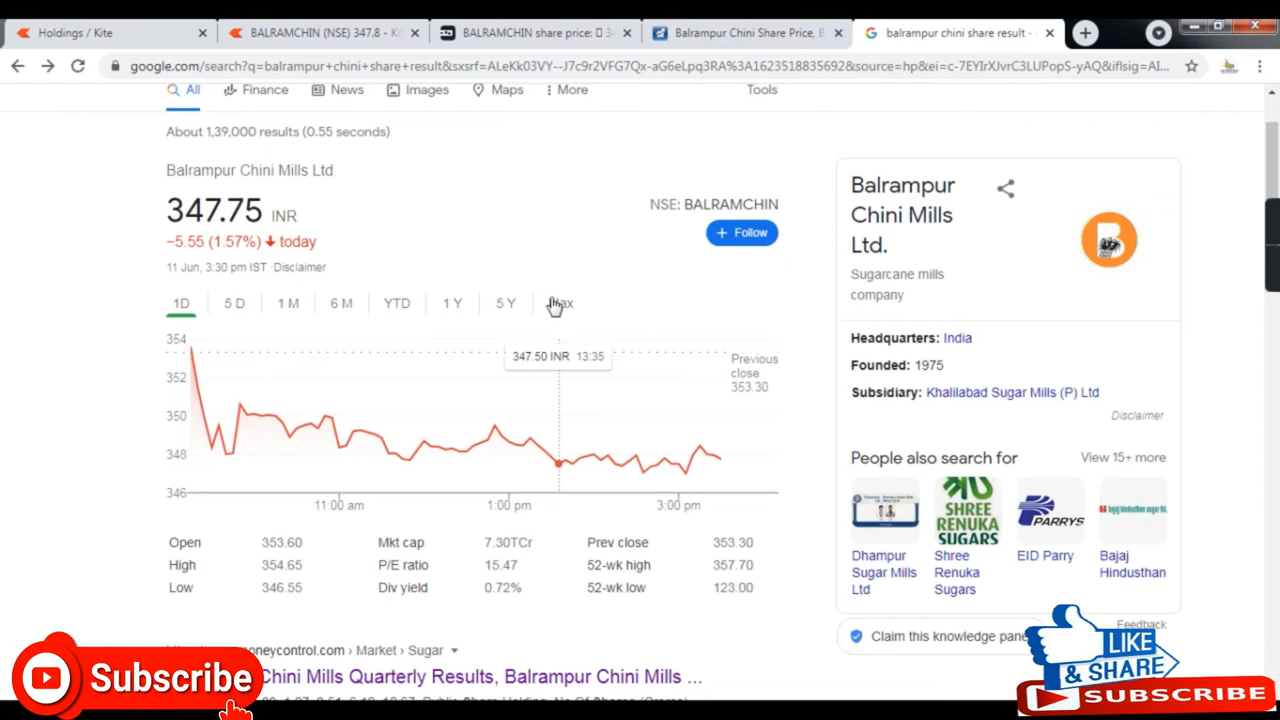 Holdings / Kite
BALRAMCHIN (NSE) 347.8 - Ki
BALRAMCHIN share price: 347.
Balrampur Chini Share Price, B
balrampur chini share result -
google.com/search?q=balrampur+chini+share+result&sxsrf=ALeKk03VY--J7c9r2VFG7Qx-aG6eLpq3RA%3A1623518835692&source=hp&ei=c-7EYIrXJvrC3LUPopS-yAQ&iflsig=AI...
All
Finance
News
Images
Maps
More
Tools
About 1,39,000 results (0.55 seconds)
Balrampur Chini Mills Ltd
347.75 INR
NSE: BALRAMCHIN
−5.55 (1.57%) today
+ Follow
11 Jun, 3:30 pm IST · Disclaimer
1D
5 D
1 M
6 M
YTD
1 Y
5 Y
354
352
350
348
346
347.50 INR 13:35
Previous
close
353.30
11:00 am
1:00 pm
3:00 pm
Open 353.60 Mkt cap 7.30TCr Prev close 353.30
High 354.65 P/E ratio 15.47 52-wk high 357.70
Low 346.55 Div yield 0.72% 52-wk low 123.00
Balrampur
Chini Mills
Ltd.
Sugarcane mills
company
Headquarters: India
Founded: 1975
Subsidiary: Khalilabad Sugar Mills (P) Ltd
Disclaimer
People also search for
View 15+ more
SHREE
RENUKA
SUGARS
PARRYS
bajaj hindusthan sugar ltd.
Dhampur
Sugar Mills
Ltd
Shree
Renuka
Sugars
EID Parry
Bajaj
Hindusthan
Feedback
Claim this knowledge pane
oneycontrol.com › Market › Sugar
Chini Mills Quarterly Results, Balrampur Chini Mills ...
Subscribe
LIKE
& SHARE
SUBSCRIBE